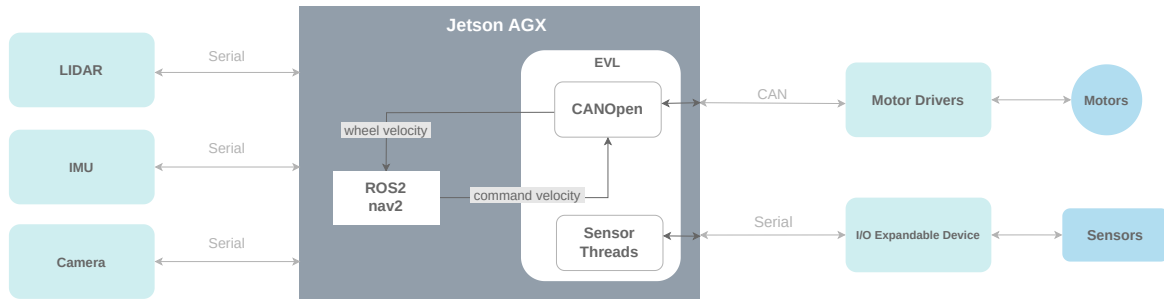 Jetson AGX
LIDAR
Serial
IMU
Serial
Camera
Serial
EVL
CANOpen
wheel velocity
ROS2
nav2
command velocity
Sensor
Threads
CAN
Motor Drivers
Motors
Serial
I/O Expandable Device
Sensors